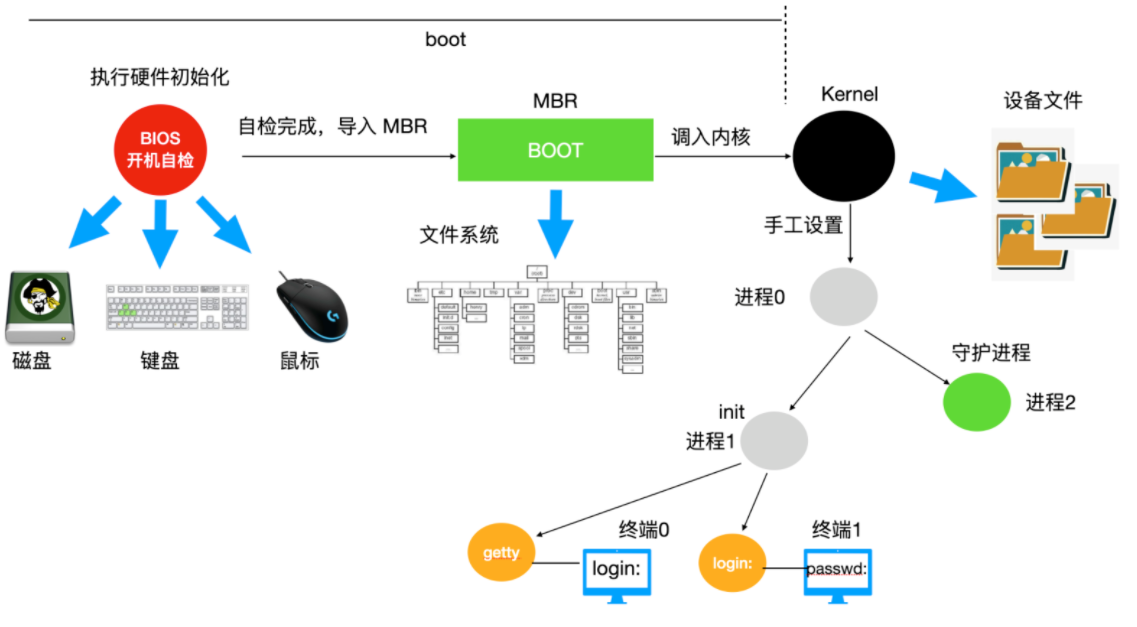 boot
执行硬件初始化
BIOS
开机自检
自检完成，导入 MBR
MBR
BOOT
调入内核
Kernel
设备文件
文件系统
手工设置
进程0
磁盘
键盘
鼠标
守护进程
进程2
init
进程1
getty
终端0
login:
login:
终端1
passwd: